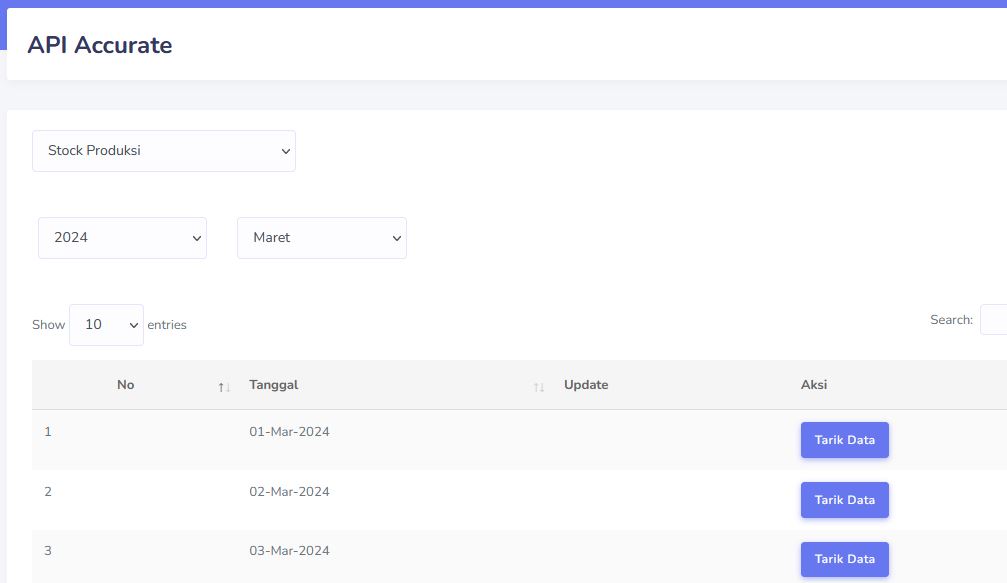 API Accurate
Stock Produksi
2024 Maret
Show 10 entries Search:
No Tanggal Update Aksi
1 01-Mar-2024 Tarik Data
2 02-Mar-2024 Tarik Data
3 03-Mar-2024 Tarik Data